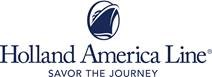 Holland America Line®
SAVOR THE JOURNEY